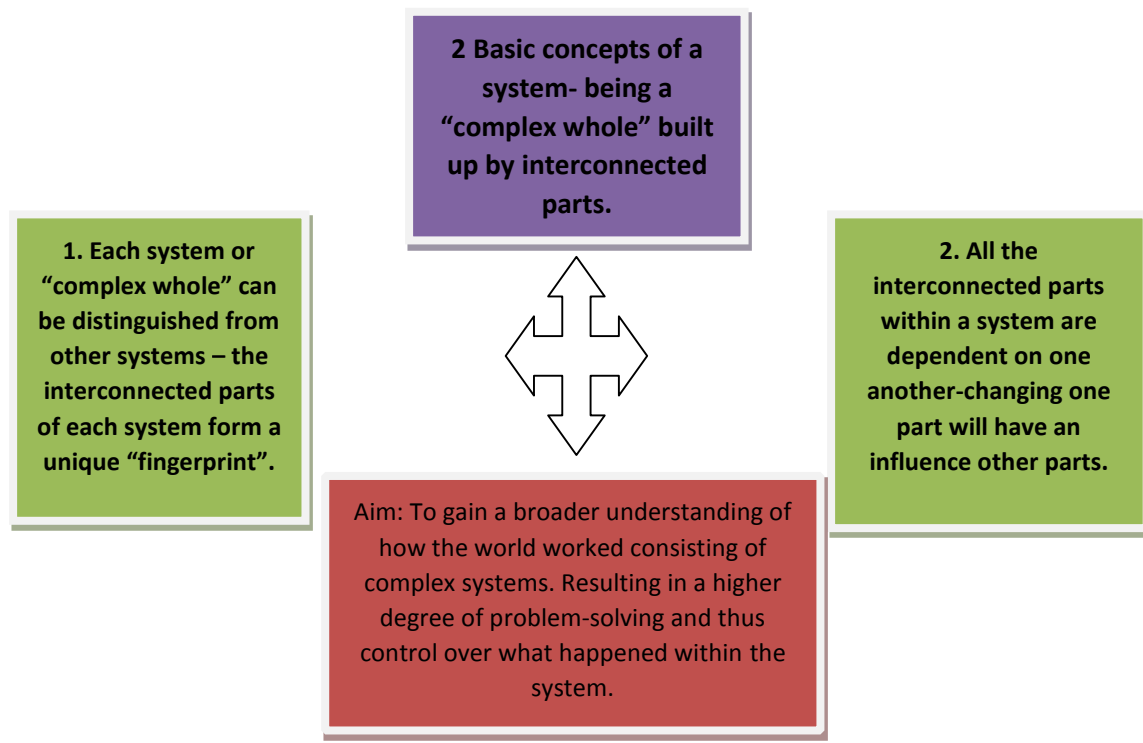 2 Basic concepts of a
system- being a
“complex whole” built
up by interconnected
parts.
1. Each system or
“complex whole” can
be distinguished from
other systems – the
interconnected parts
of each system form a
unique “fingerprint”.
2. All the
interconnected parts
within a system are
dependent on one
another-changing one
part will have an
influence other parts.
Aim: To gain a broader understanding of
how the world worked consisting of
complex systems. Resulting in a higher
degree of problem-solving and thus
control over what happened within the
system.